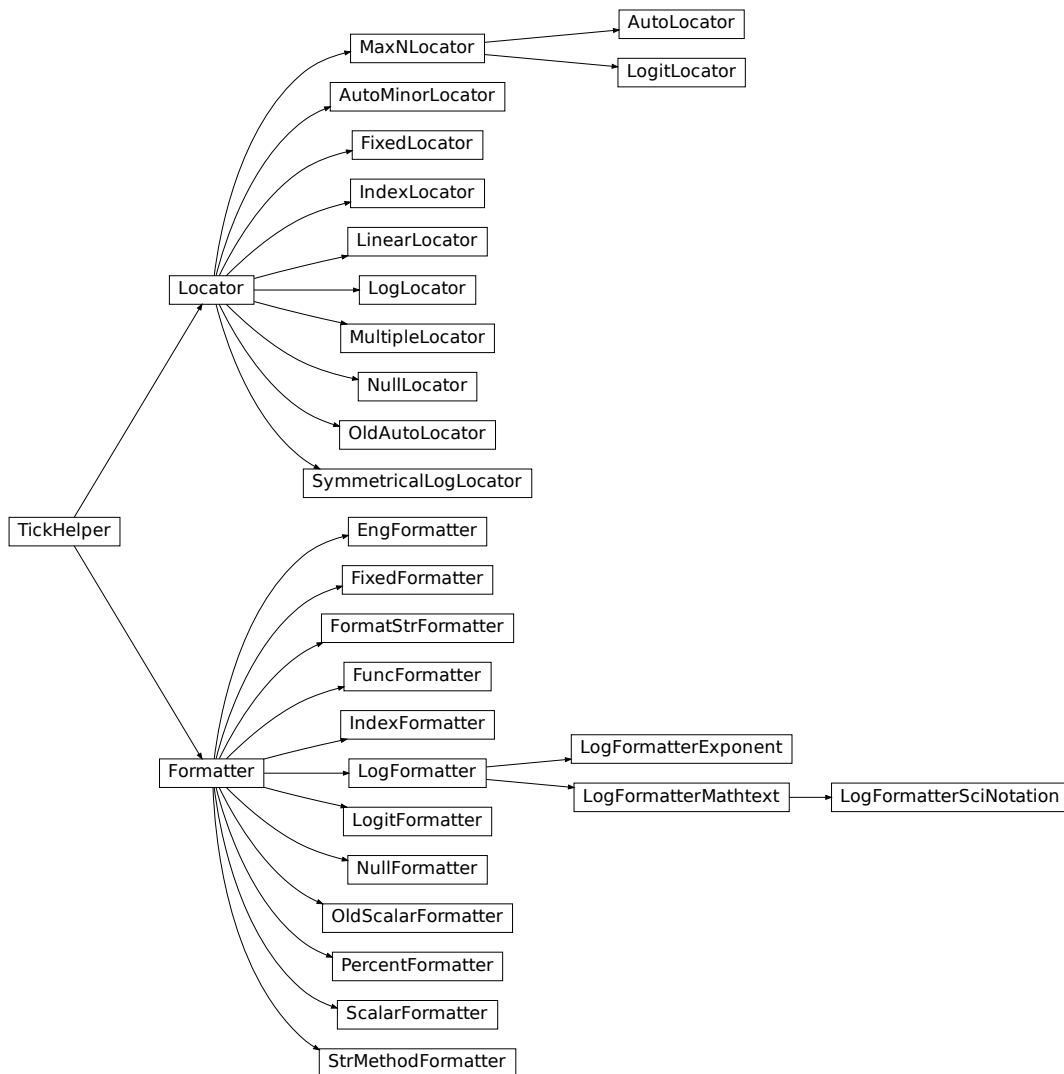 AutoLocator
MaxNLocator
LogitLocator
AutoMinorLocator
FixedLocator
IndexLocator
LinearLocator
Locator
LogLocator
MultipleLocator
NullLocator
OldAutoLocator
SymmetricalLogLocator
TickHelper
EngFormatter
FixedFormatter
FormatStrFormatter
FuncFormatter
IndexFormatter
LogFormatterExponent
Formatter
LogFormatter
LogFormatterMathtext
LogFormatterSciNotation
LogitFormatter
NullFormatter
OldScalarFormatter
PercentFormatter
ScalarFormatter
StrMethodFormatter